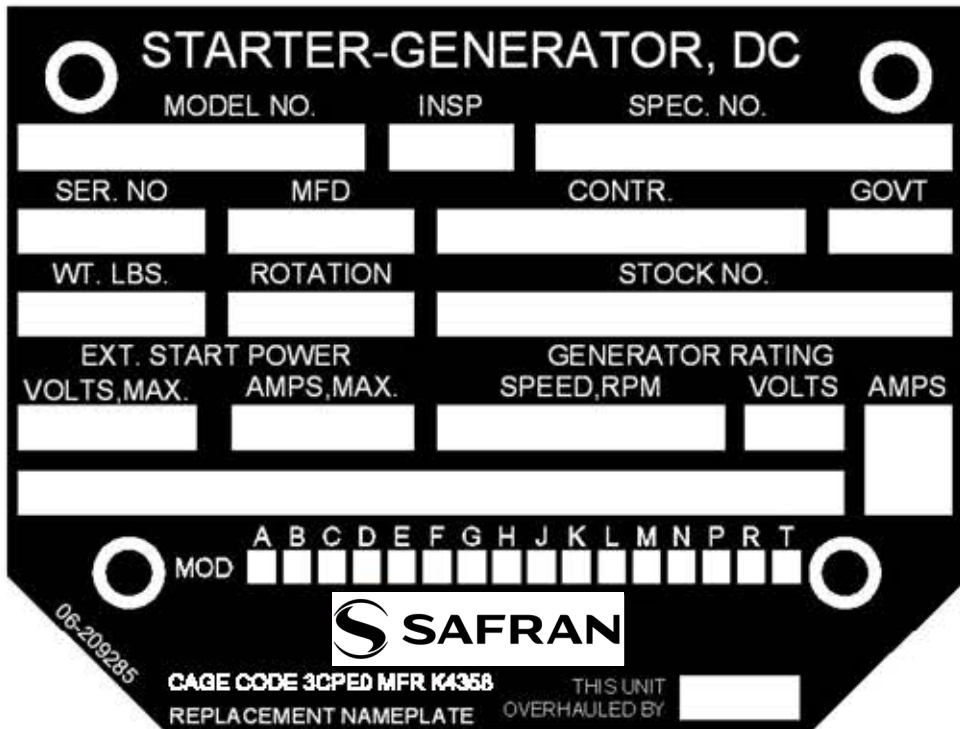 STARTER-GENERATOR, DC
MODEL NO. INSP SPEC. NO.
SER. NO MFD CONTR. GOVT
WT. LBS. ROTATION STOCK NO.
EXT. START POWER GENERATOR RATING
VOLTS,MAX. AMPS,MAX. SPEED,RPM VOLTS AMPS
A B C D E F G H J K L M N P R T
MOD
SAFRAN
06-209285
CAGE CODE 3CPE0 MFR K4358
REPLACEMENT NAMEPLATE
THIS UNIT
OVERHAULED BY